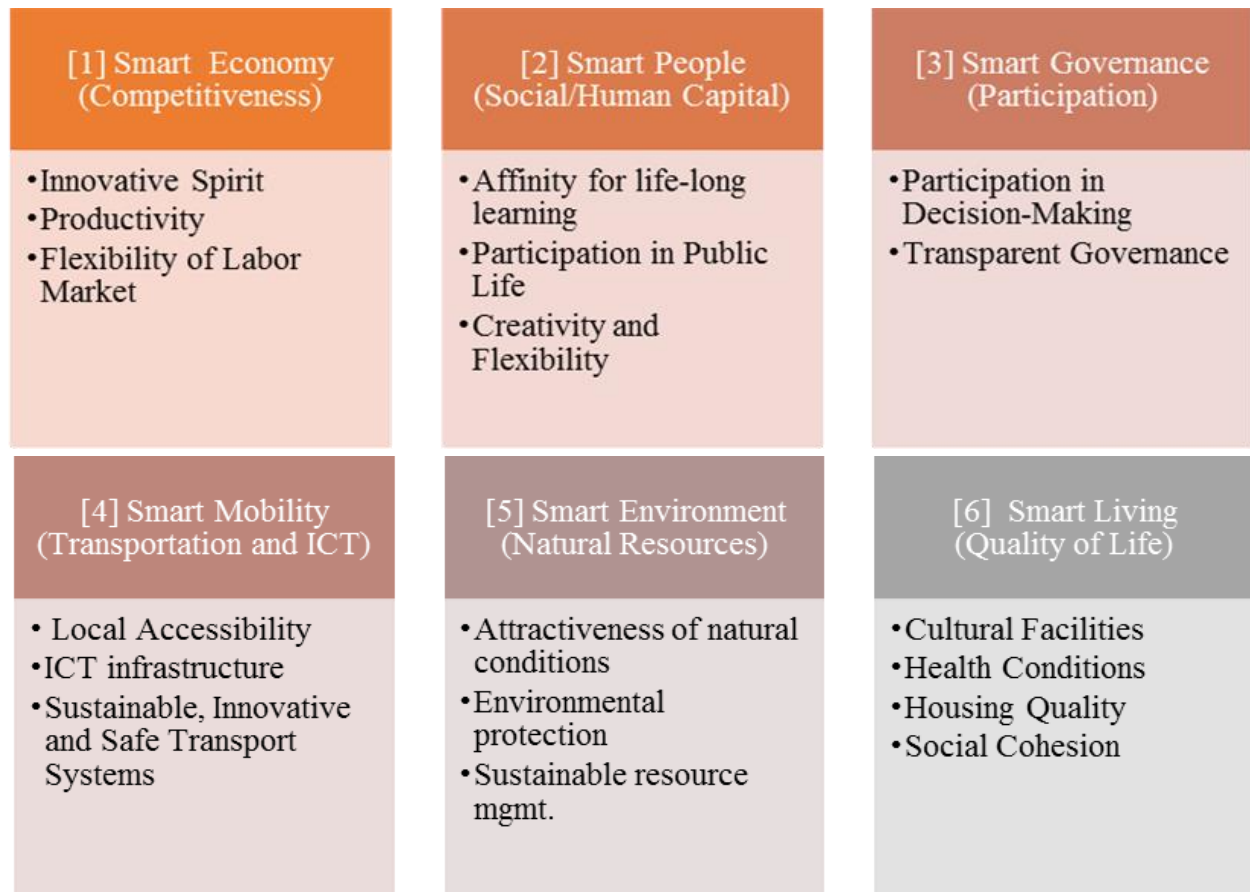 [1] Smart Economy
(Competitiveness)
•Innovative Spirit
•Productivity
•Flexibility of Labor
Market
[2] Smart People
(Social/Human Capital)
•Affinity for life-long
learning
•Participation in Public
Life
•Creativity and
Flexibility
[3] Smart Governance
(Participation)
•Participation in
Decision-Making
•Transparent Governance
[4] Smart Mobility
(Transportation and ICT)
• Local Accessibility
•ICT infrastructure
•Sustainable, Innovative
and Safe Transport
Systems
[5] Smart Environment
(Natural Resources)
•Attractiveness of natural
conditions
•Environmental
protection
•Sustainable resource
mgmt.
[6] Smart Living
(Quality of Life)
•Cultural Facilities
•Health Conditions
•Housing Quality
•Social Cohesion